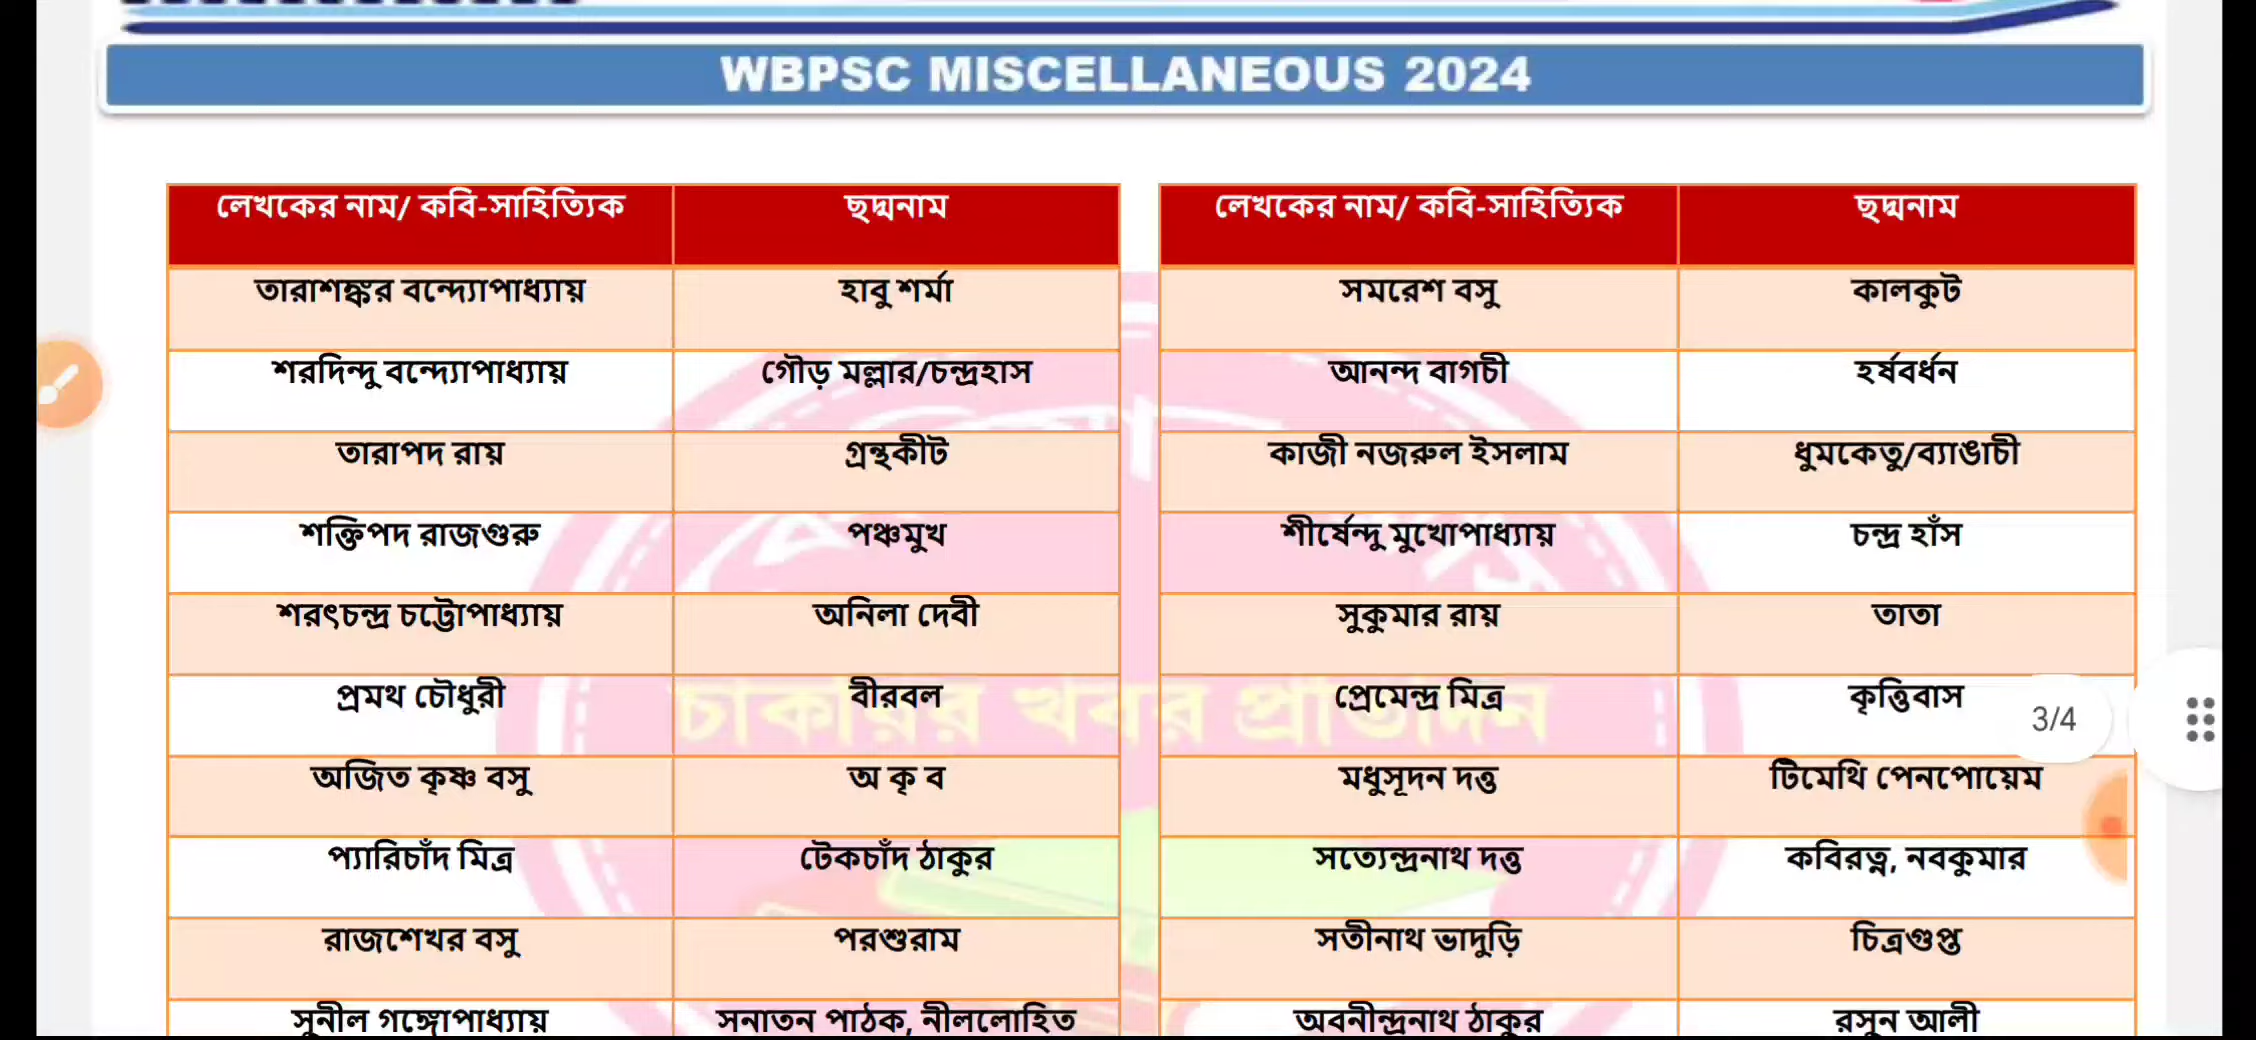 WBPSC MISCELLANEOUS 2024
লেখকের নাম/ কবি-সাহিত্যিক ছদ্মনাম
তারাশঙ্কর বন্দ্যোপাধ্যায় হাবু শর্মা
শরদিন্দু বন্দ্যোপাধ্যায় গৌড় মল্লার/চন্দ্রহাস
তারাপদ রায় গ্রন্থকীট
শক্তিপদ রাজগুরু পঞ্চমুখ
শরৎচন্দ্র চট্টোপাধ্যায় অনিলা দেবী
প্রমথ চৌধুরী বীরবল
অজিত কৃষ্ণ বসু অ কৃ ব
প্যারিচাঁদ মিত্র টেকচাঁদ ঠাকুর
রাজশেখর বসু পরশুরাম
সুনীল গঙ্গোপাধ্যায় সনাতন পাঠক, নীললোহিত
লেখকের নাম/ কবি-সাহিত্যিক ছদ্মনাম
সমরেশ বসু কালকুট
আনন্দ বাগচী হর্ষবর্ধন
কাজী নজরুল ইসলাম ধুমকেতু/ব্যাঙাচী
শীর্ষেন্দু মুখোপাধ্যায় চন্দ্র হাঁস
সুকুমার রায় তাতা
প্রেমেন্দ্র মিত্র কৃত্তিবাস
মধুসূদন দত্ত টিমেথি পেনপোয়েম
সত্যেন্দ্রনাথ দত্ত কবিরত্ন, নবকুমার
সতীনাথ ভাদুড়ি চিত্রগুপ্ত
অবনীন্দ্রনাথ ঠাকুর রসুন আলী
3/4
চাকরির খবর প্রতিদিন